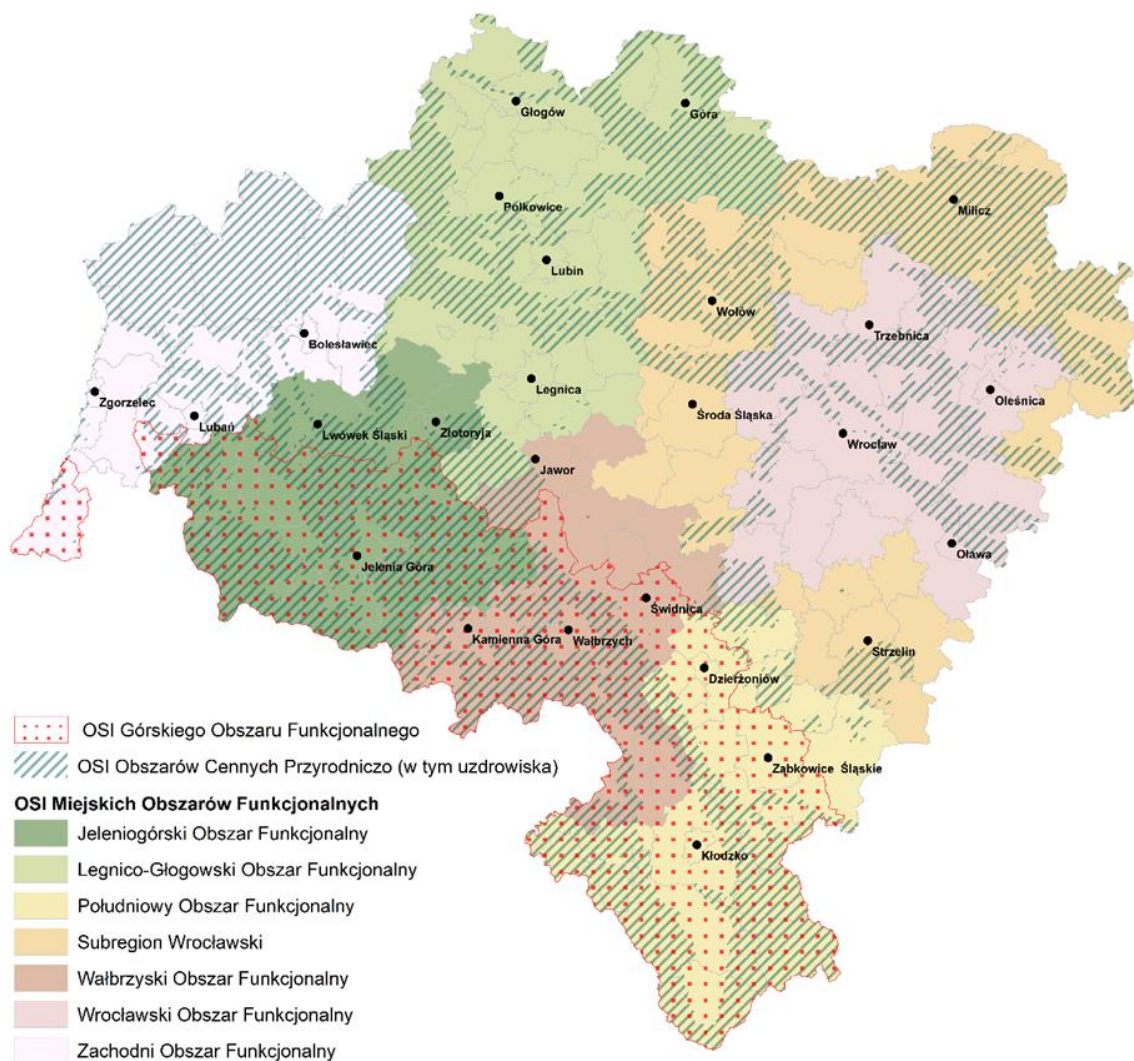 Głogów
Góra
Polkowice
Milicz
Lubin
Wołów
Trzebnica
Bolesławiec
Legnica
Zgorzelec
Oleśnica
Lubań
Lwówek Śląski
Złotoryja
Środa Śląska
Wrocław
Jawor
Oława
Jelenia Góra
Świdnica
Kamienna Góra
Wałbrzych
Strzelin
Dzierżoniów
Ząbkowice Śląskie
Kłodzko
OSI Górskiego Obszaru Funkcjonalnego
OSI Obszarów Cennych Przyrodniczo (w tym uzdrowiska)
OSI Miejskich Obszarów Funkcjonalnych
Jeleniogórski Obszar Funkcjonalny
Legnico-Głogowski Obszar Funkcjonalny
Południowy Obszar Funkcjonalny
Subregion Wrocławski
Wałbrzyski Obszar Funkcjonalny
Wrocławski Obszar Funkcjonalny
Zachodni Obszar Funkcjonalny